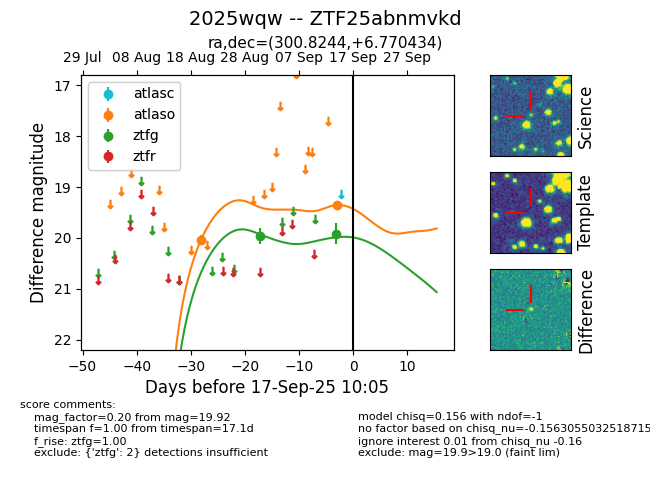 2025wqw -- ZTF25abnmvkd
ra,dec=(300.8244,+6.770434)
29 Jul 08 Aug 18 Aug 28 Aug 07 Sep 17 Sep 27 Sep
atlasc
atlaso
ztfg
ztfr
17
18
19
20
21
22
Difference magnitude
−50 −40 −30 −20 −10 0 10
Days before 17-Sep-25 10:05
Science
Template
Difference
score comments:
mag_factor=0.20 from mag=19.92
timespan f=1.00 from timespan=17.1d
f_rise: ztfg=1.00
exclude: {'ztfg': 2} detections insufficient
model chisq=0.156 with ndof=-1
no factor based on chisq_nu=-0.1563055032518715
ignore interest 0.01 from chisq_nu -0.16
exclude: mag=19.9>19.0 (faint lim)